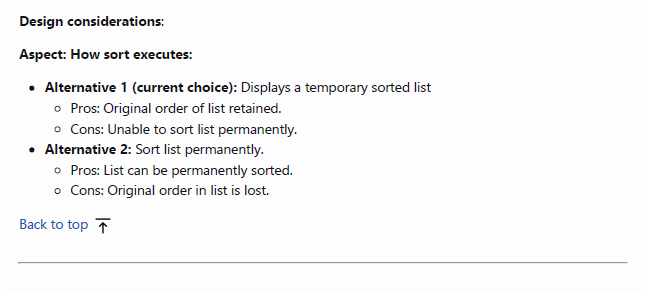 Design considerations:
Aspect: How sort executes:
Alternative 1 (current choice): Displays a temporary sorted list
Pros: Original order of list retained.
Cons: Unable to sort list permanently.
Alternative 2: Sort list permanently.
Pros: List can be permanently sorted.
Cons: Original order in list is lost.
Back to top